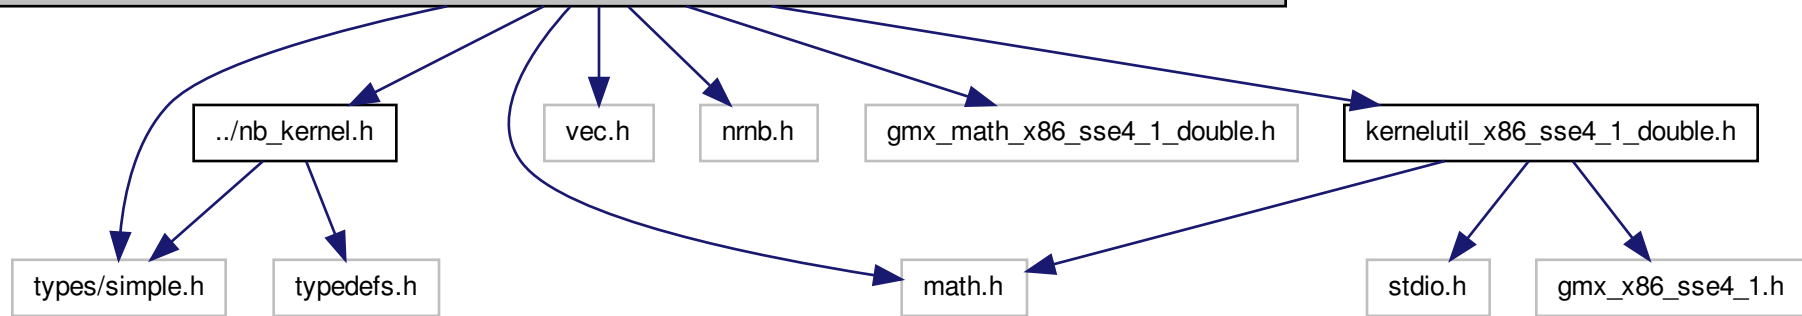 ../nb_kernel.h
vec.h
nrnb.h
gmx_math_x86_sse4_1_double.h
kernelutil_x86_sse4_1_double.h
types/simple.h
typedefs.h
math.h
stdio.h
gmx_x86_sse4_1.h